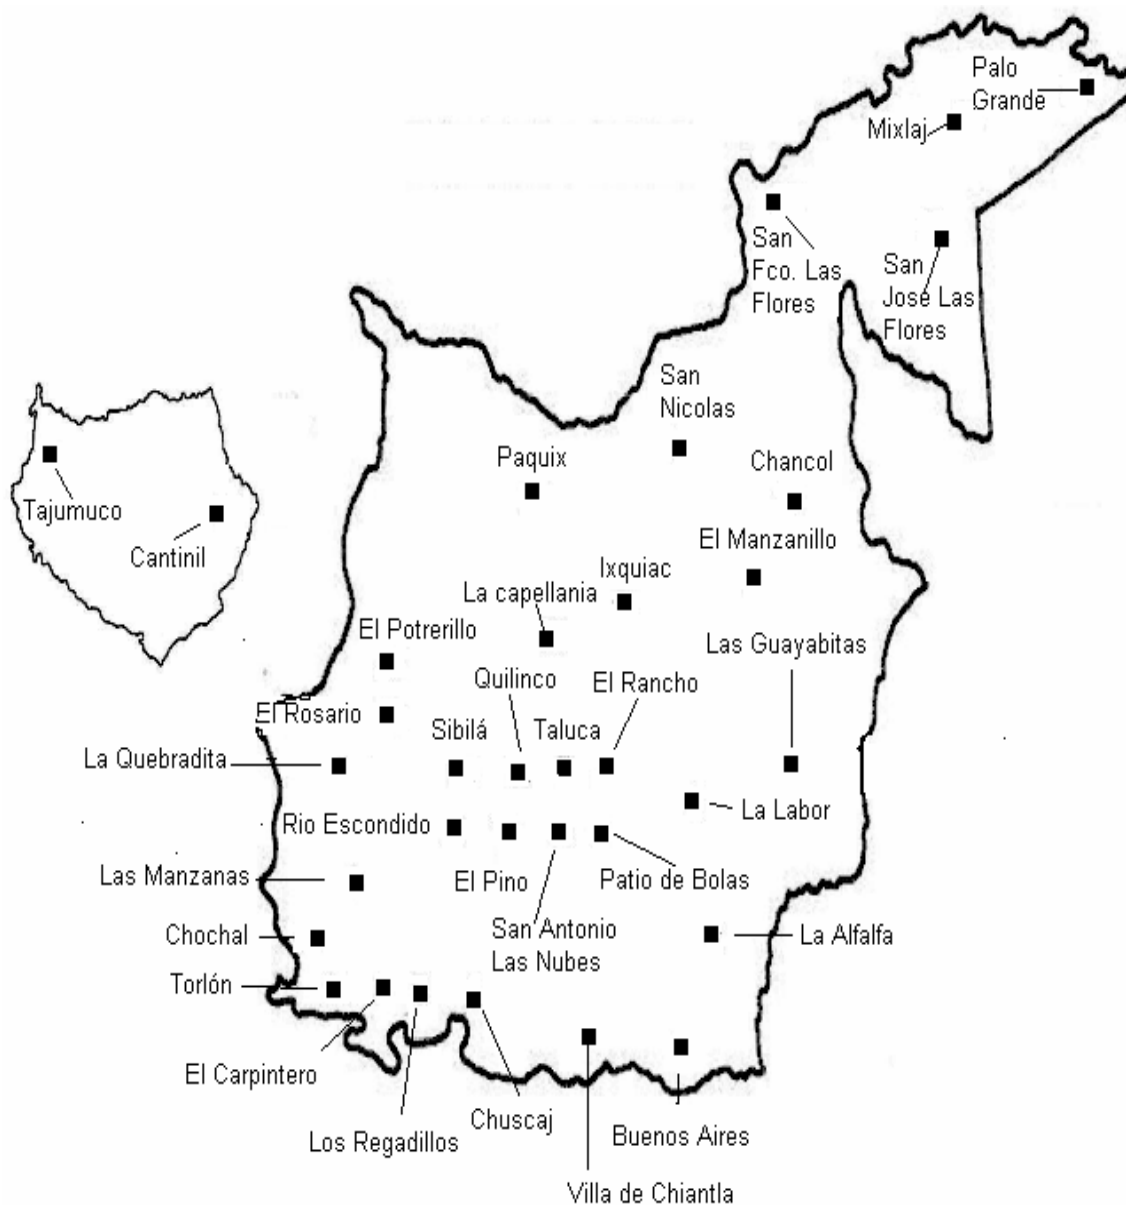 Palo
Grande
Mixlaj
San
Fco. Las
Flores
San
José Las
Flores
San
Nicolas
Paquix
Chancol
Tajumuco
Cantinil
El Manzanillo
Ixquiac
La capellania
El Potrerillo
Las Guayabitas
Quilinco
El Rancho
El Rosario
Sibilá
Taluca
La Quebradita
La Labor
Rio Escondido
Las Manzanas
El Pino
Patio de Bolas
San Antonio
Las Nubes
Chochal
La Alfalfa
Torlón
El Carpintero
Chuscaj
Los Regadillos
Buenos Aires
Villa de Chiantla